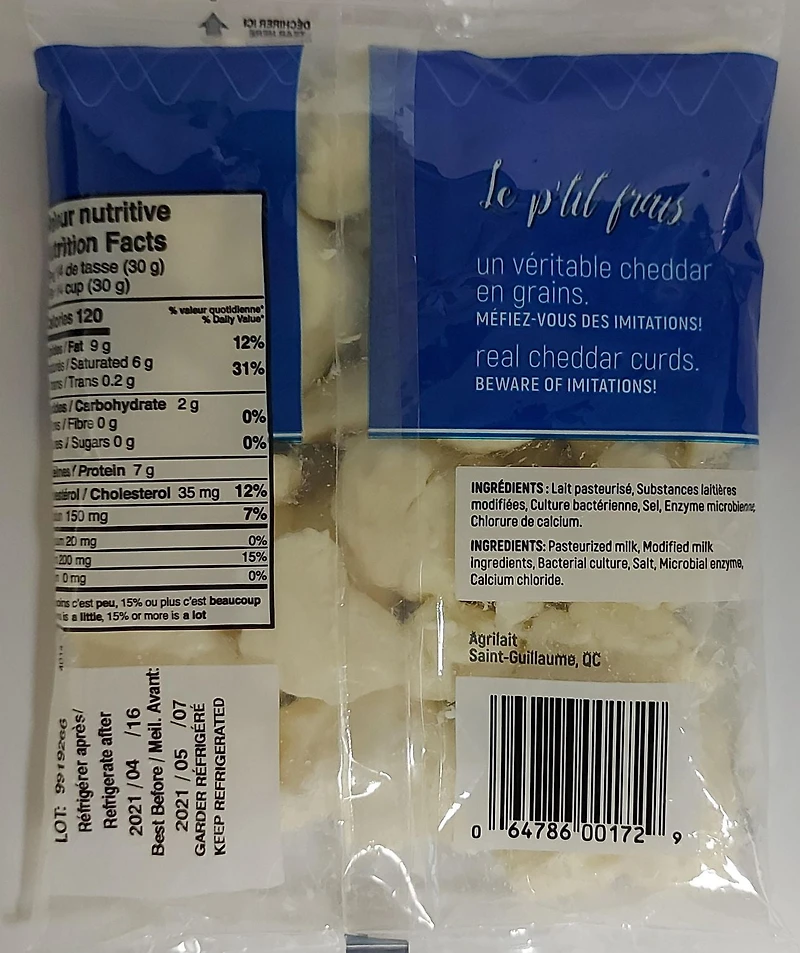 DÉCHIRER ICI
TEAR HERE
nutritive
Facts
de tasse (30 g)
cup (30 g)
120
% valeur quotidienne*
% Daily Value*
/ Fat 9 g 12%
/ Saturated 6 g 31%
/ Trans 0.2 g
/ Carbohydrate 2 g
/ Fibre 0 g 0%
/ Sugars 0 g 0%
/ Protein 7 g
/ Cholesterol 35 mg 12%
150 mg 7%
20 mg 0%
200 mg 15%
0 mg 0%
c'est peu, 15% ou plus c'est beaucoup
is a little, 15% or more is a lot
LOT: 9919266
Réfrigérer après/
Refrigerate after
2021/04 /16
Best Before / Meil. Avant:
2021 / 05 /07
GARDER RÉFRIGÉRÉ
KEEP REFRIGERATED
Le p'tit frais
un véritable cheddar
en grains.
MÉFIEZ-VOUS DES IMITATIONS!
real cheddar curds.
BEWARE OF IMITATIONS!
INGRÉDIENTS : Lait pasteurisé, Substances laitières
modifiées, Culture bactérienne, Sel, Enzyme microbienne,
Chlorure de calcium.
INGREDIENTS: Pasteurized milk, Modified milk
ingredients, Bacterial culture, Salt, Microbial enzyme,
Calcium chloride.
Agrilait
Saint-Guillaume, QC
0 64786 00172 9